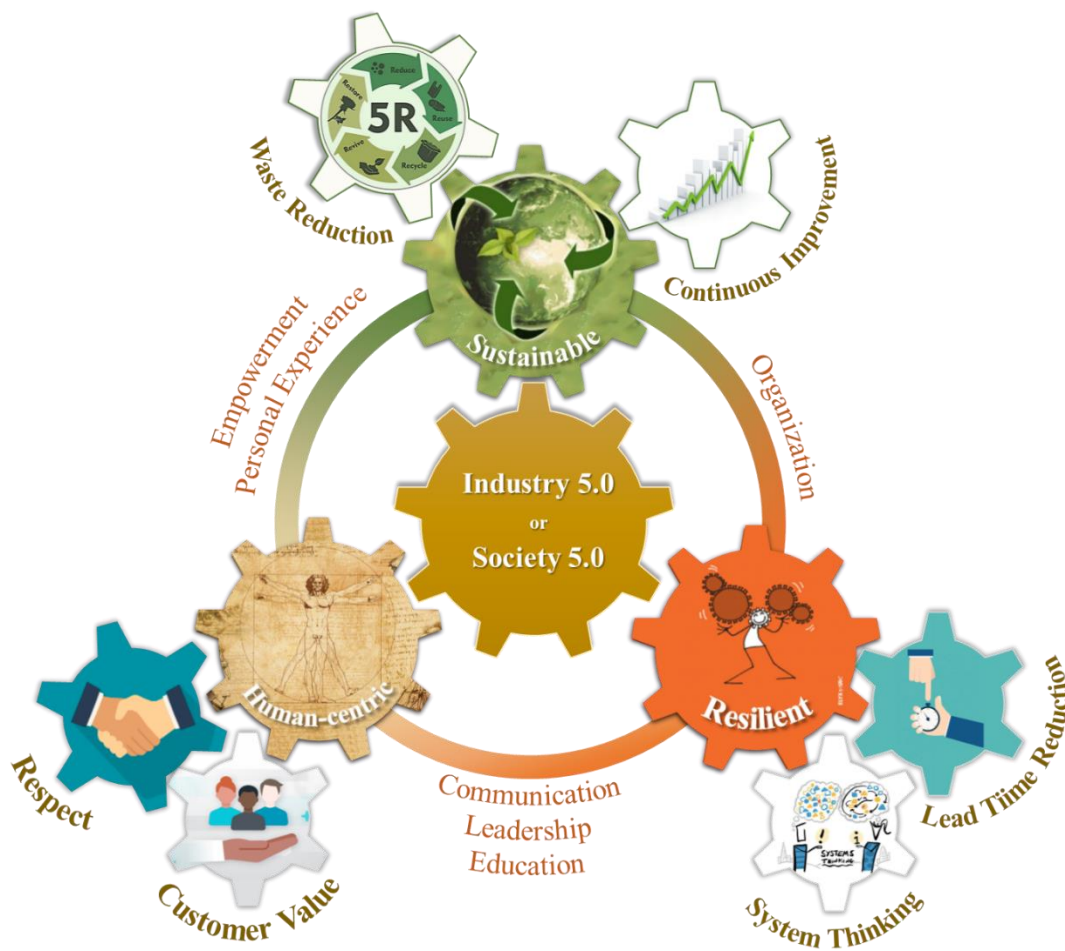 Reduce
Reuse
Recycle
Revive
Restore
5R
Waste Reduction
Continuous Improvement
Sustainable
Empowerment
Personal Experience
Organization
Industry 5.0
or
Society 5.0
Human-centric
Resilient
Respect
Customer Value
Communication
Leadership
Education
SYSTEMS
THINKING
System Thinking
Lead Tiime Reduction